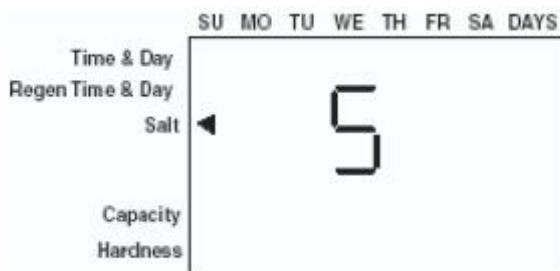 SU MO TU WE TH FR SA DAYS
Time & Day
Regen Time & Day
Salt
5
Capacity
Hardness